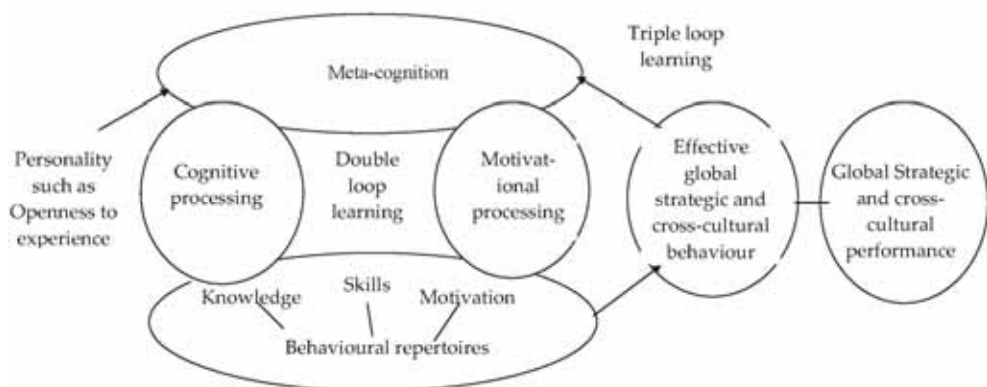 Triple loop
learning
Meta-cognition
Personality
such as
Openness to
experience
Cognitive
processing
Double
loop
learning
Motivat-
ional
processing
Effective
global
strategic and
cross-cultural
behaviour
Global Strategic
and cross-
cultural
performance
Knowledge
Skills
Motivation
Behavioural repertoires